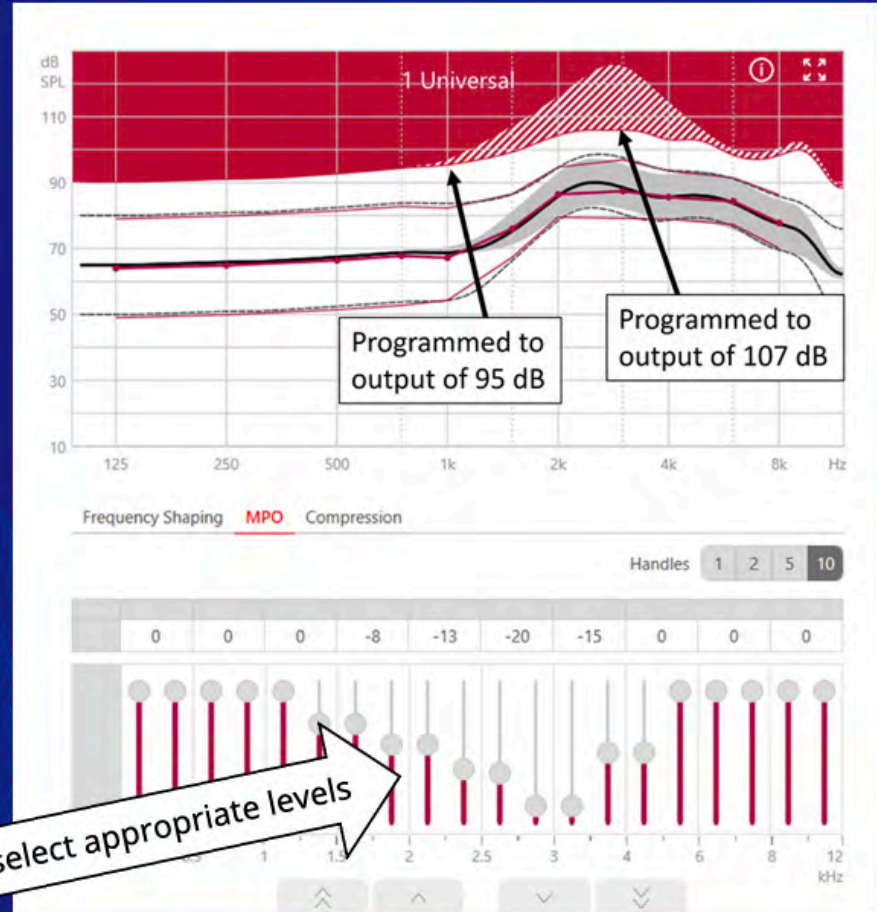 dB
SPL
1 Universal
110
90
70
50
30
10
Programmed to
output of 95 dB
Programmed to
output of 107 dB
125 250 500 1k 2k 4k 8k Hz
Frequency Shaping MPO Compression
Handles 1 2 5 10
0 0 0 -8 -13 -20 -15 0 0 0
select appropriate levels
0.5 1 1.5 2 2.5 3 4 6 8 12
kHz